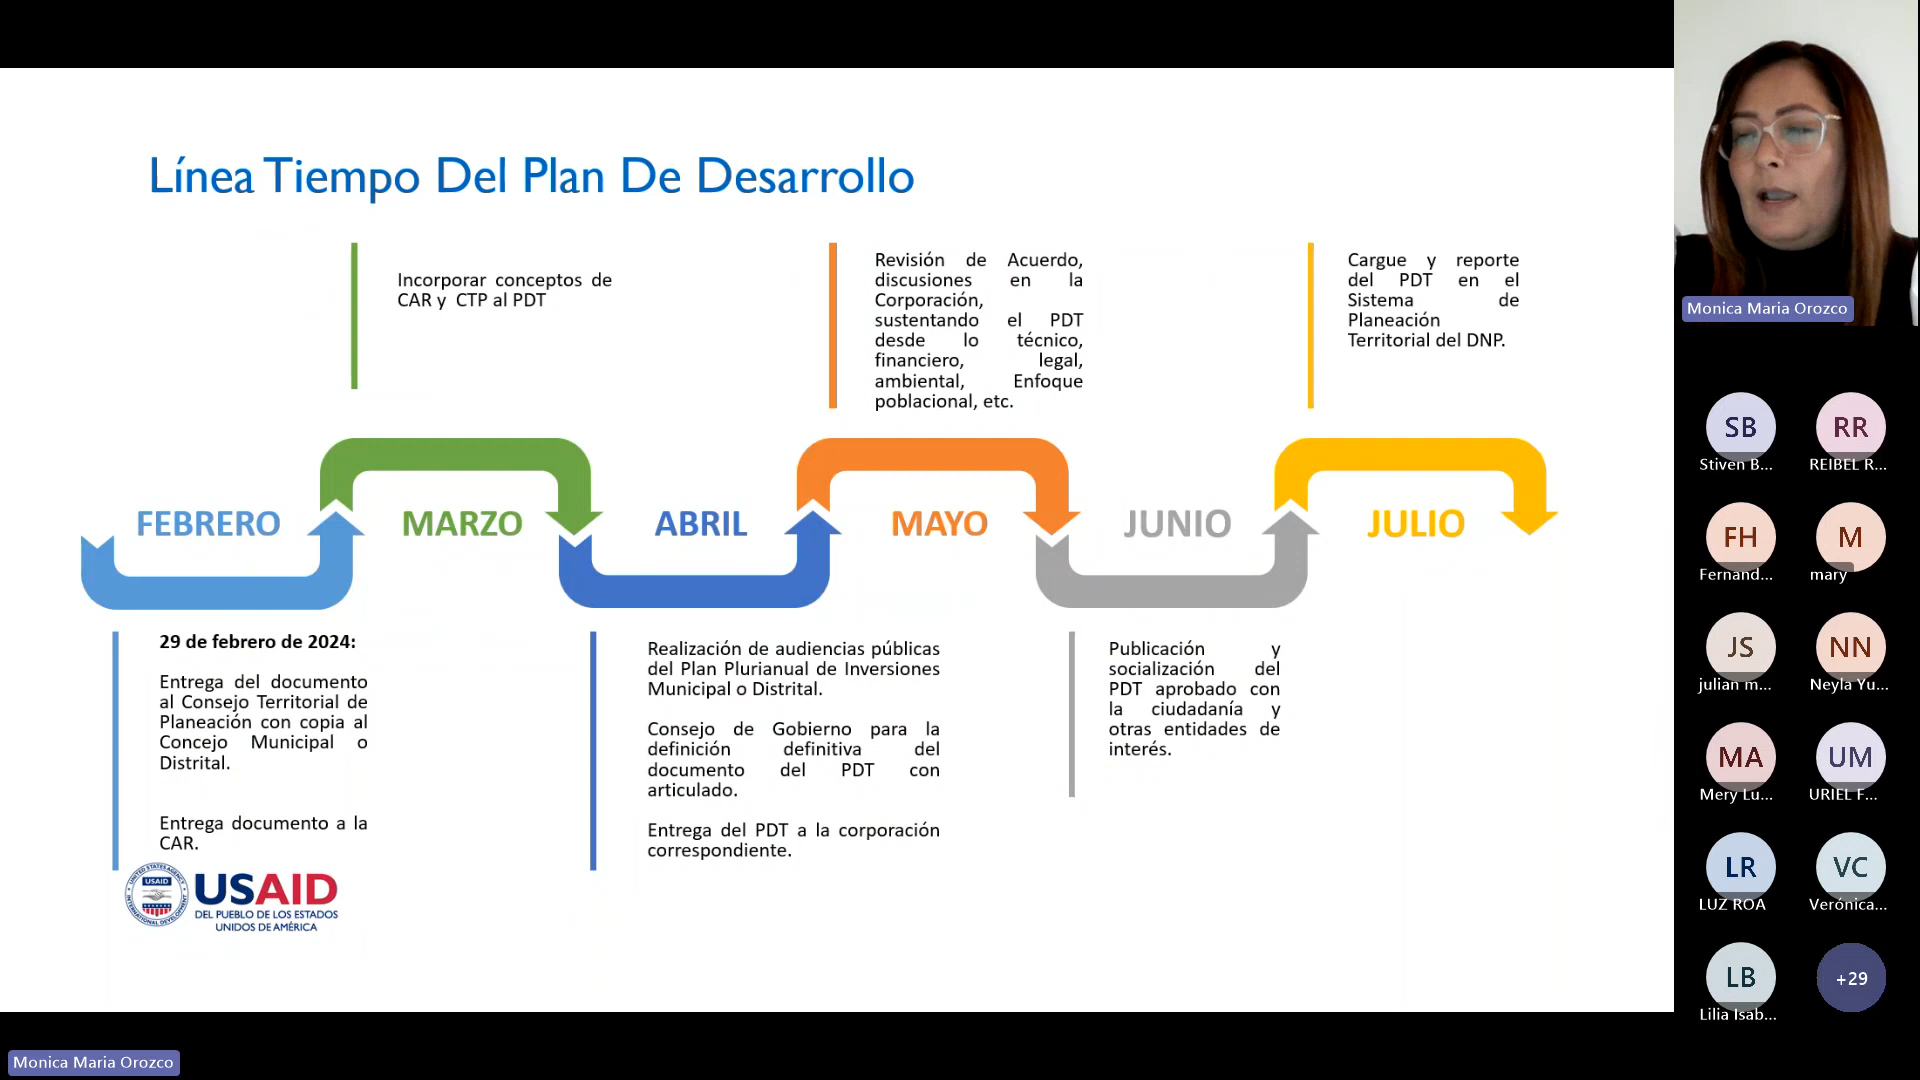 Línea Tiempo Del Plan De Desarrollo
Incorporar conceptos de
CAR y CTP al PDT
Revisión de Acuerdo,
discusiones en la
Corporación,
sustentando el PDT
desde lo técnico,
financiero, legal,
ambiental, Enfoque
poblacional, etc.
Cargue y reporte
del PDT en el
Sistema de
Planeación
Territorial del DNP.
FEBRERO
MARZO
ABRIL
MAYO
JUNIO
JULIO
29 de febrero de 2024:
Entrega del documento
al Consejo Territorial de
Planeación con copia al
Concejo Municipal o
Distrital.
Entrega documento a la
CAR.
Realización de audiencias públicas
del Plan Plurianual de Inversiones
Municipal o Distrital.
Consejo de Gobierno para la
definición definitiva del
documento del PDT con
articulado.
Entrega del PDT a la corporación
correspondiente.
Publicación y
socialización del
PDT aprobado con
la ciudadanía y
otras entidades de
interés.
UNITED STATES AGENCY
USAID
INTERNATIONAL DEVELOPMENT
USAID
DEL PUEBLO DE LOS ESTADOS
UNIDOS DE AMÉRICA
Monica Maria Orozco
SB
Stiven B...
RR
REIBEL R...
FH
Fernand...
M
mary
JS
julian m...
NN
Neyla Yu...
MA
Mery Lu...
UM
URIEL F...
LR
LUZ ROA
VC
Verónica...
LB
Lilia Isab...
+29
Monica Maria Orozco